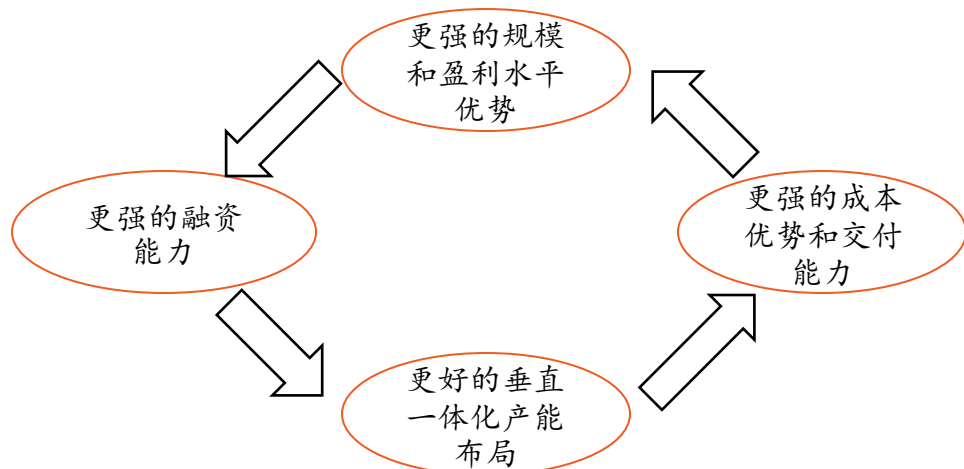 更强的规模
和盈利水平
优势
更强的融资
能力
更强的成本
优势和交付
能力
更好的垂直
一体化产能
布局